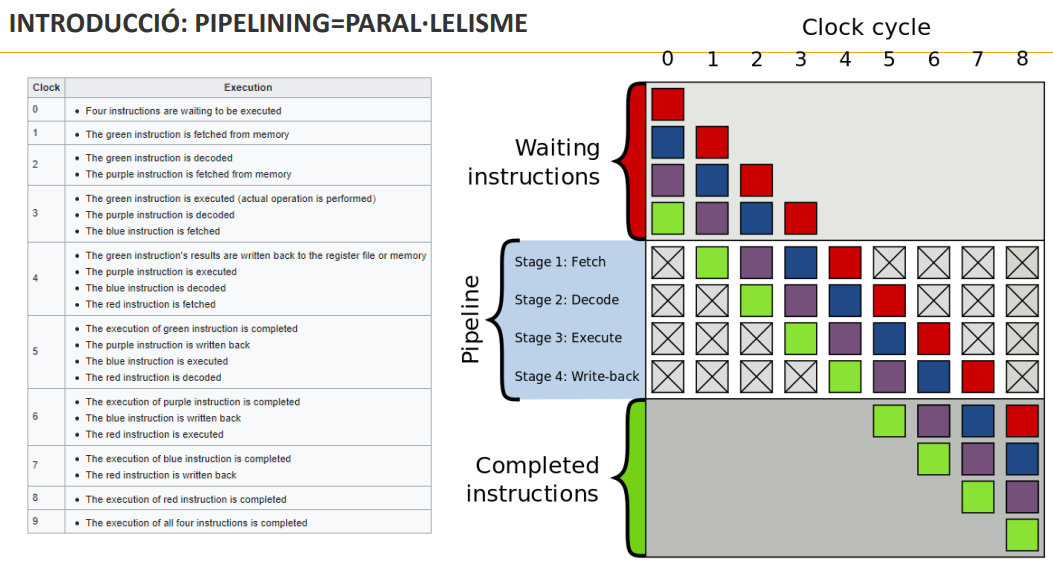 INTRODUCCIÓ: PIPELINING=PARAL·LELISME
Clock Execution
0 • Four instructions are waiting to be executed
1 • The green instruction is fetched from memory
2 • The green instruction is decoded
• The purple instruction is fetched from memory
3 • The green instruction is executed (actual operation is performed)
• The purple instruction is decoded
• The blue instruction is fetched
4 • The green instruction's results are written back to the register file or memory
• The purple instruction is executed
• The blue instruction is decoded
• The red instruction is fetched
5 • The execution of green instruction is completed
• The purple instruction is written back
• The blue instruction is executed
• The red instruction is decoded
6 • The execution of purple instruction is completed
• The blue instruction is written back
• The red instruction is executed
7 • The execution of blue instruction is completed
• The red instruction is written back
8 • The execution of red instruction is completed
9 • The execution of all four instructions is completed
Clock cycle
0 1 2 3 4 5 6 7 8
Waiting
instructions
Pipeline
Stage 1: Fetch
Stage 2: Decode
Stage 3: Execute
Stage 4: Write-back
Completed
instructions